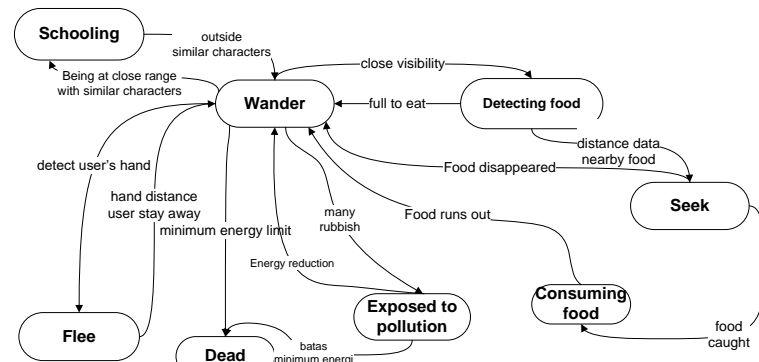 Schooling
outside
similar characters
Being at close range
with similar characters
close visibility
Wander
full to eat
Detecting food
distance data
nearby food
detect user's hand
Food disappeared
hand distance
user stay away
Seek
many
rubbish
Food runs out
minimum energy limit
Energy reduction
Consuming
food
Exposed to
pollution
Flee
food
caught
Dead
batas
minimum energi